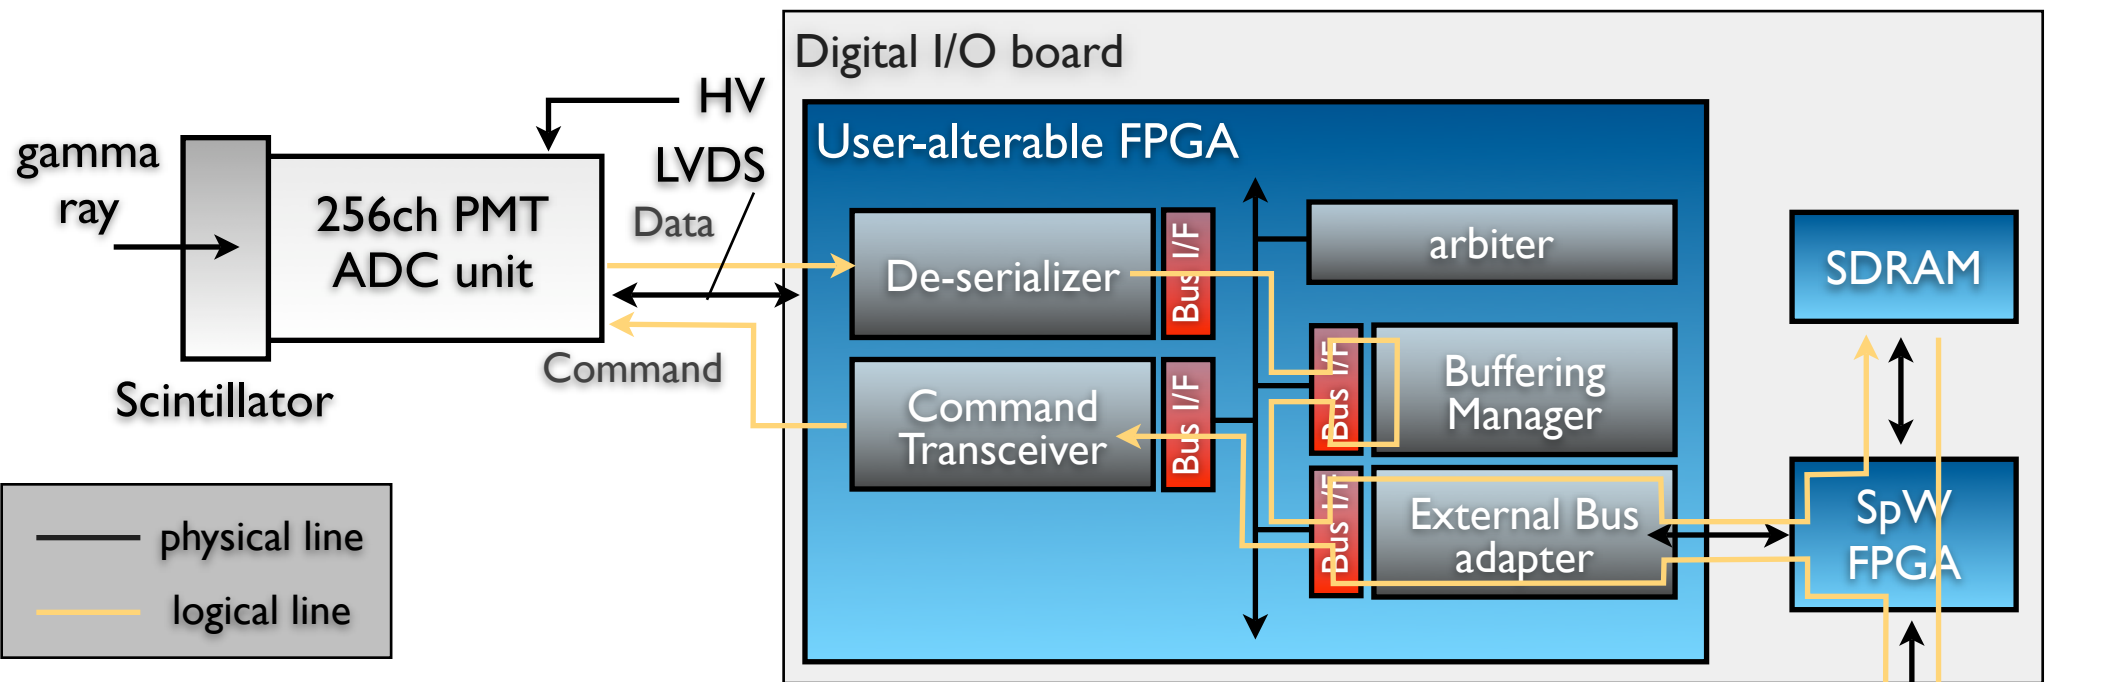 Digital I/O board
HV
LVDS
gamma
ray
256ch PMT
ADC unit
Data
Command
Scintillator
User-alterable FPGA
De-serializer
Bus I/F
arbiter
Buffering
Manager
Bus I/F
Command
Transceiver
Bus I/F
External Bus
adapter
Bus I/F
SDRAM
SpW
FPGA
physical line
logical line